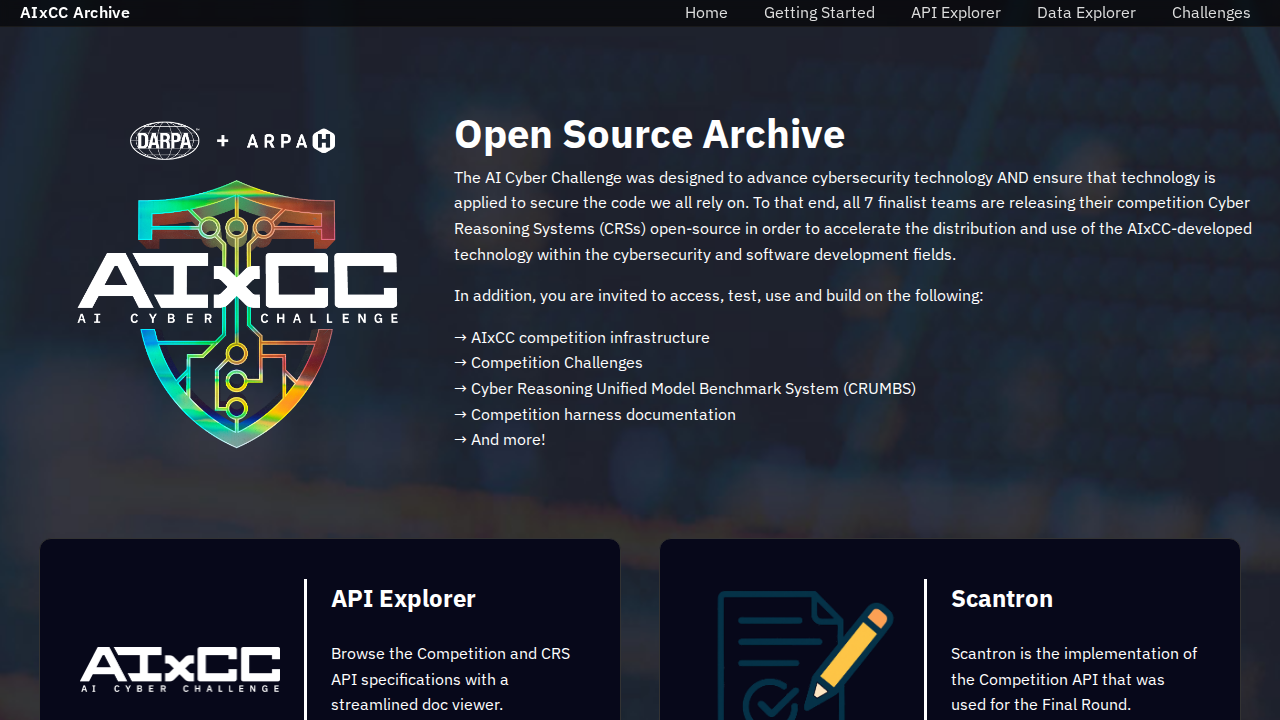 AIxCC Archive
Home
Getting Started
API Explorer
Data Explorer
Challenges
DARPA + ARPA H
AIxCC
AI CYBER CHALLENGE
Open Source Archive
The AI Cyber Challenge was designed to advance cybersecurity technology AND ensure that technology is
applied to secure the code we all rely on. To that end, all 7 finalist teams are releasing their competition Cyber
Reasoning Systems (CRSs) open-source in order to accelerate the distribution and use of the AIxCC-developed
technology within the cybersecurity and software development fields.
In addition, you are invited to access, test, use and build on the following:
→ AIxCC competition infrastructure
→ Competition Challenges
→ Cyber Reasoning Unified Model Benchmark System (CRUMBS)
→ Competition harness documentation
→ And more!
AIxCC
AI CYBER CHALLENGE
API Explorer
Browse the Competition and CRS
API specifications with a
streamlined doc viewer.
Scantron
Scantron is the implementation of
the Competition API that was
used for the Final Round.